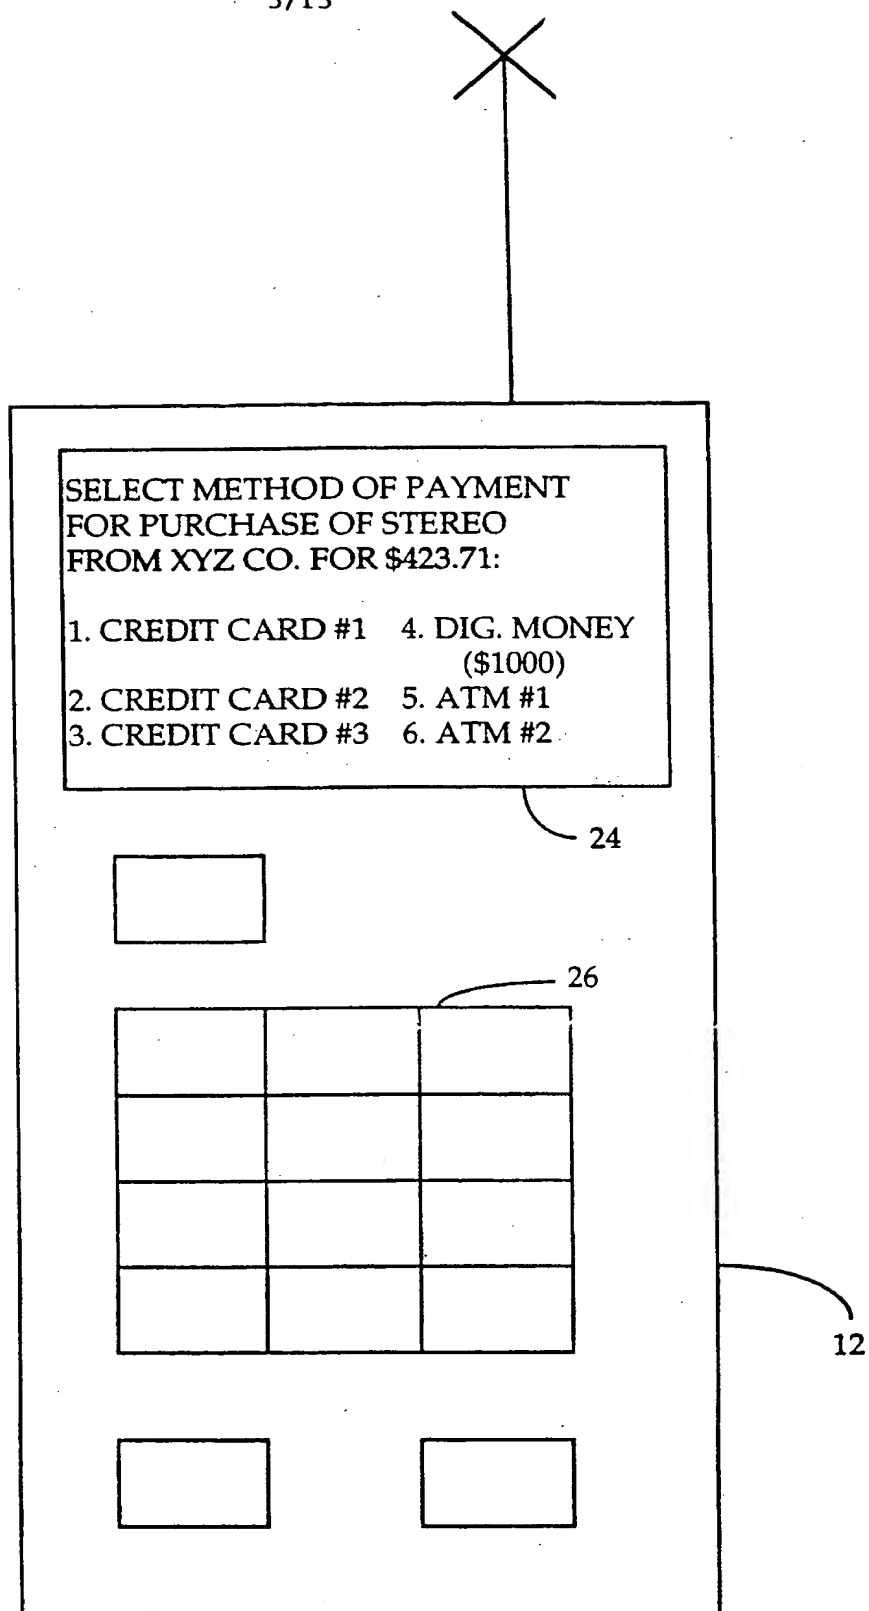 SELECT METHOD OF PAYMENT
FOR PURCHASE OF STEREO
FROM XYZ CO. FOR $423.71:
1. CREDIT CARD #1 4. DIG. MONEY
($1000)
2. CREDIT CARD #2 5. ATM #1
3. CREDIT CARD #3 6. ATM #2
24
26
12